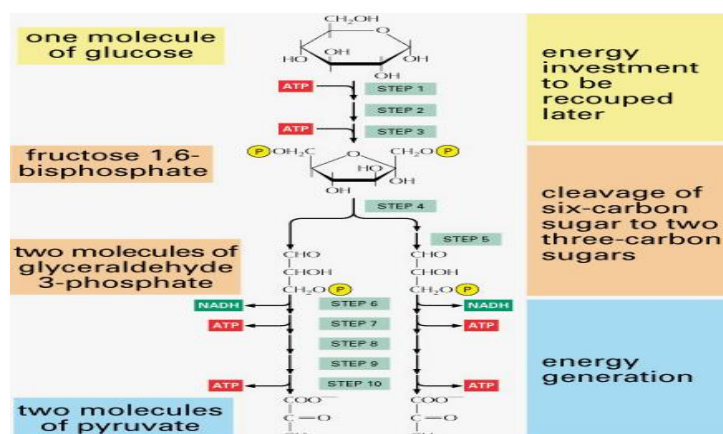 CH₂OH
one molecule
of glucose
O
HO
OH
OH
OH
OH
energy
investment
to be
recouped
later
ATP
STEP 1
STEP 2
ATP
STEP 3
fructose 1,6-
bisphosphate
P OH₂C
O
CH₂O P
HO
OH
OH
STEP 4
cleavage of
six-carbon
sugar to two
three-carbon
sugars
STEP 5
two molecules of
glyceraldehyde
3-phosphate
CHO
CHOH
CH₂O P
CHO
CHOH
CH₂O P
NADH
STEP 6
NADH
ATP
STEP 7
ATP
STEP 8
STEP 9
ATP
STEP 10
ATP
energy
generation
two molecules
of pyruvate
COO⁻
C=O
COO⁻
C=O